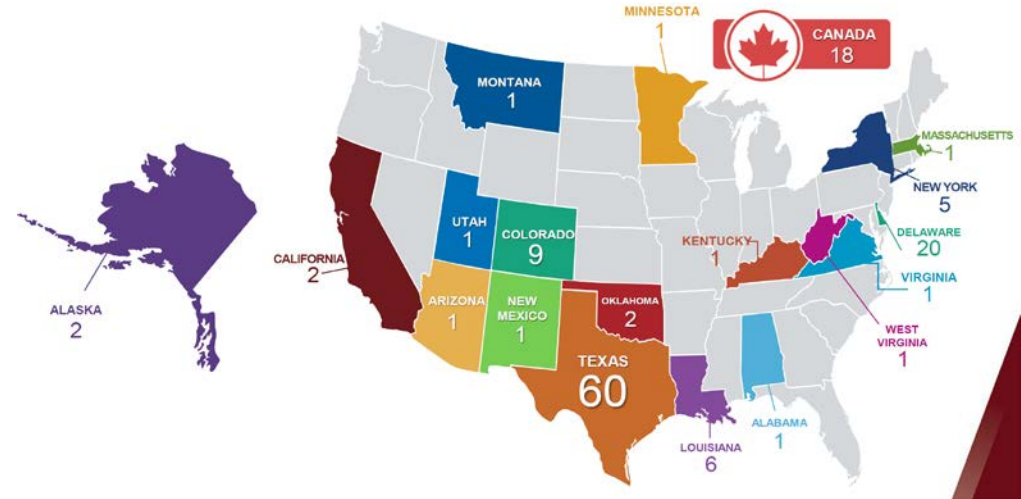 MINNESOTA
1
CANADA
18
MONTANA
1
MASSACHUSETTS
1
NEW YORK
5
UTAH
1
COLORADO
9
KENTUCKY
1
DELAWARE
20
CALIFORNIA
2
VIRGINIA
1
ALASKA
2
ARIZONA
1
NEW
MEXICO
1
OKLAHOMA
2
WEST
VIRGINIA
1
TEXAS
60
ALABAMA
1
LOUISIANA
6